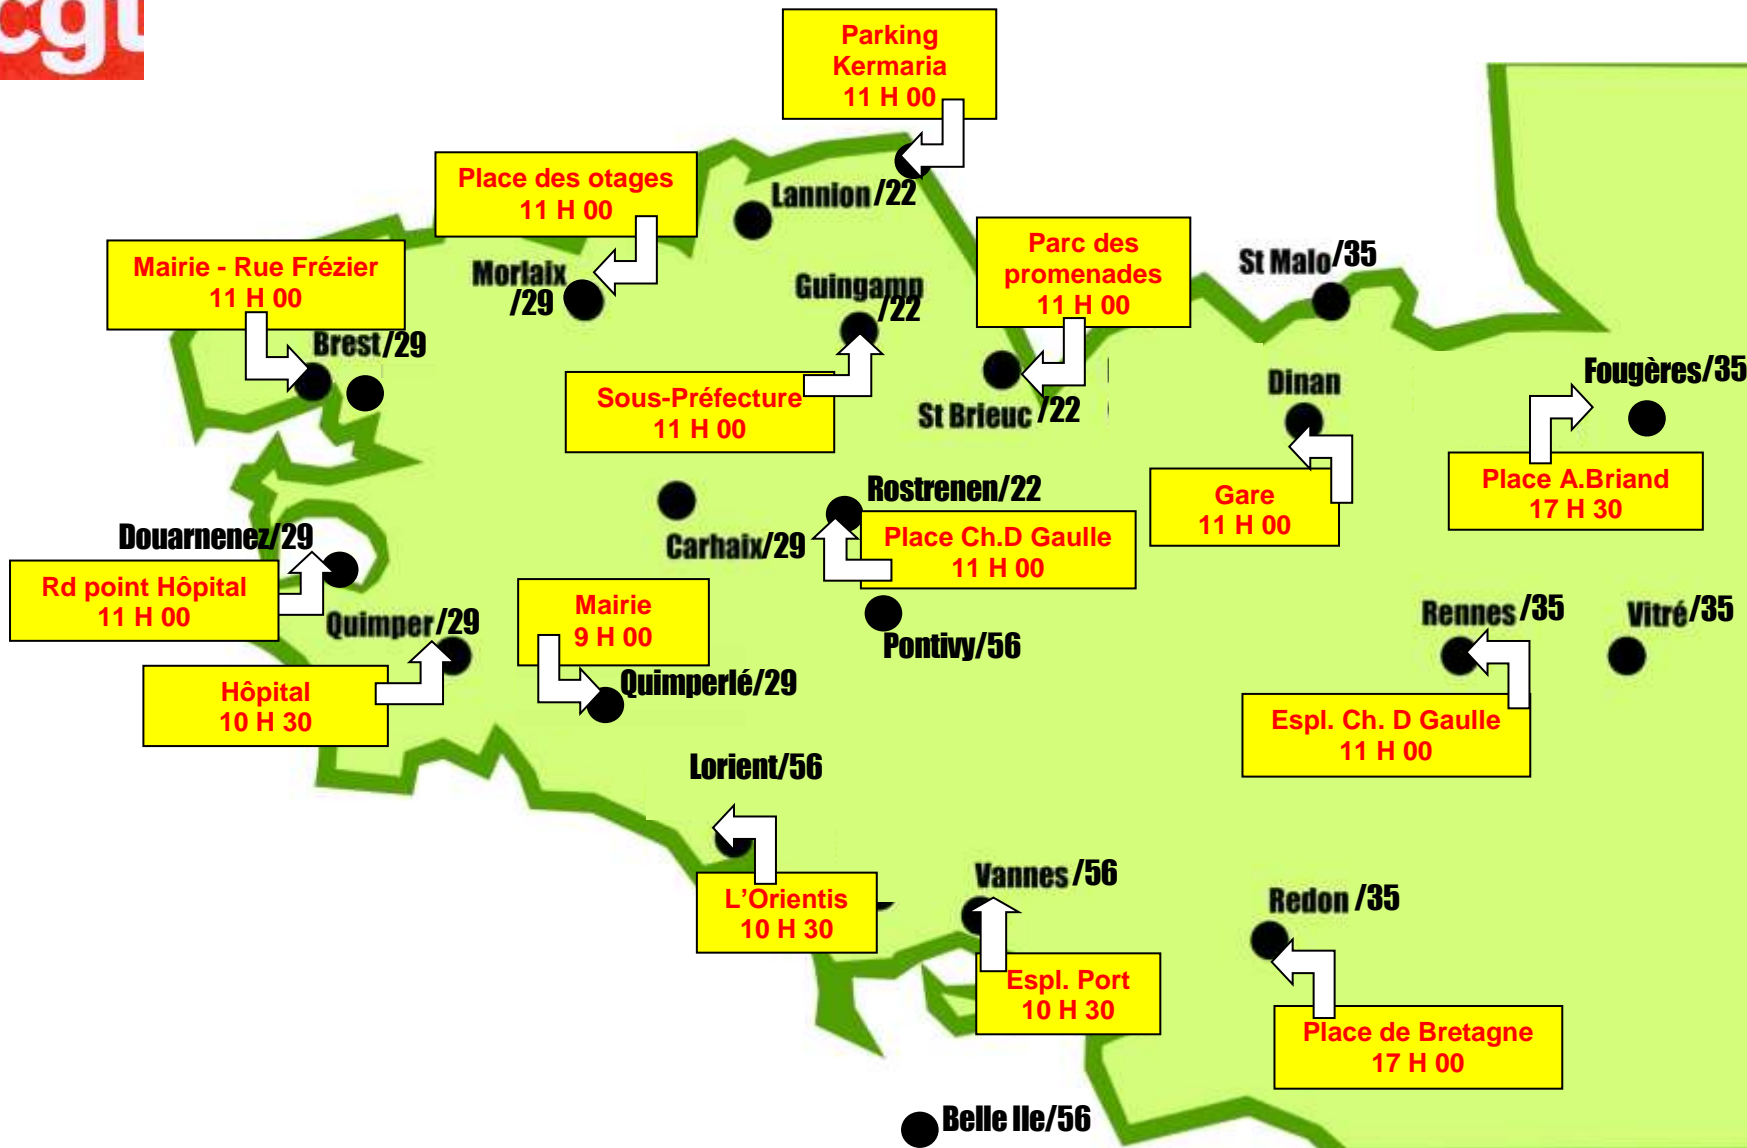 cgt
Parking
Kermaria
11 H 00
Place des otages
11 H 00
Lannion/22
Mairie - Rue Frézier
11 H 00
Morlaix
/29
Guingamp
/22
Parc des
promenades
11 H 00
St Malo/35
Brest/29
Sous-Préfecture
11 H 00
St Brieuc /22
Dinan
Fougères/35
Place A.Briand
17 H 30
Gare
11 H 00
Rostrenen/22
Place Ch.D Gaulle
11 H 00
Carhaix/29
Douarnenez/29
Rd point Hôpital
11 H 00
Quimper/29
Mairie
9 H 00
Pontivy/56
Rennes/35
Vitré/35
Hôpital
10 H 30
Quimperlé/29
Espl. Ch. D Gaulle
11 H 00
Lorient/56
L’Orientis
10 H 30
Vannes/56
Espl. Port
10 H 30
Redon /35
Place de Bretagne
17 H 00
Belle Ile/56